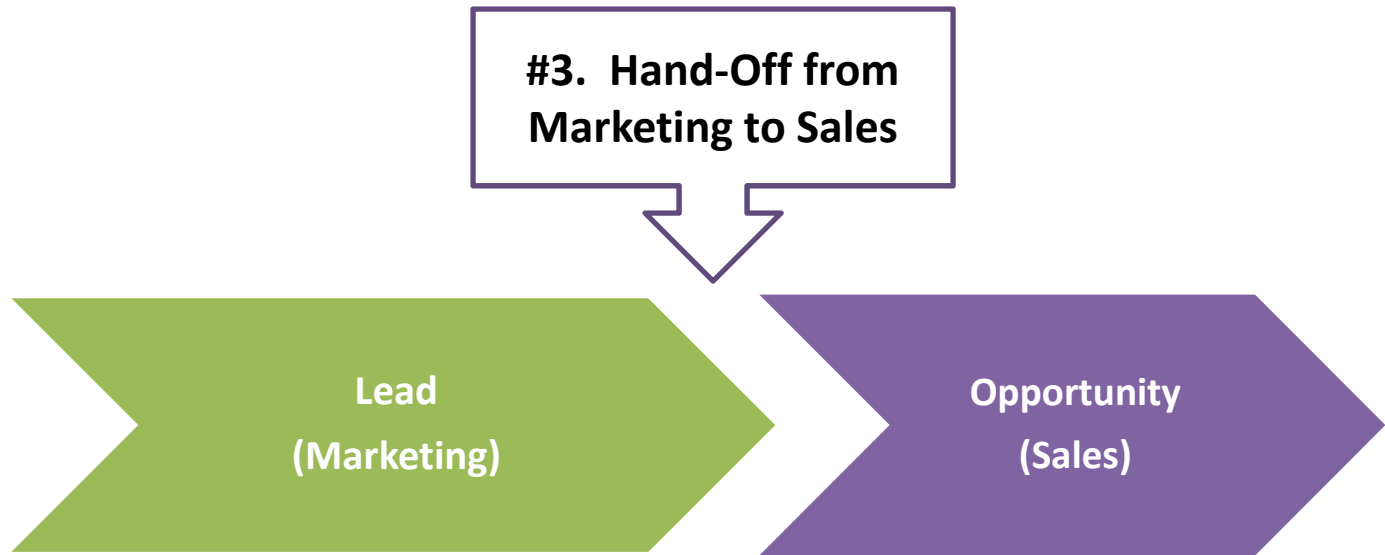 #3.  Hand-Off from
Marketing to Sales
Lead
(Marketing)
Opportunity
(Sales)